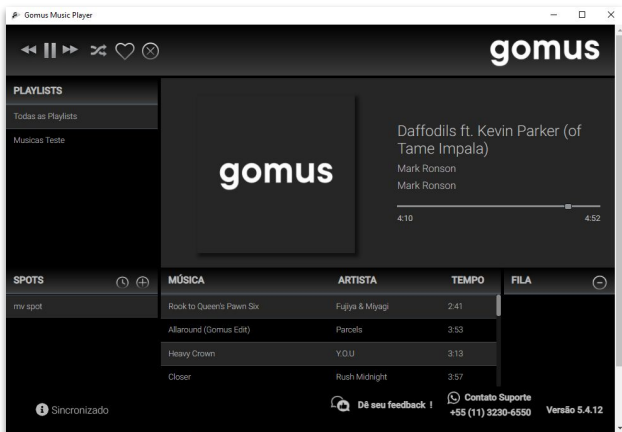 Gomus Music Player
gomus
PLAYLISTS
Todas as Playlists
Musicas Teste
gomus
Daffodils ft. Kevin Parker (of
Tame Impala)
Mark Ronson
Mark Ronson
4:10 4:52
SPOTS
mv spot
MÚSICA ARTISTA TEMPO
Rook to Queen's Pawn Six Fujiya & Miyagi 2:41
Allaround (Gomus Edit) Parcels 3:53
Heavy Crown Y.O.U 3:13
Closer Rush Midnight 3:57
FILA
Sincronizado
Dê seu feedback !
Contato Suporte
+55 (11) 3230-6550
Versão 5.4.12